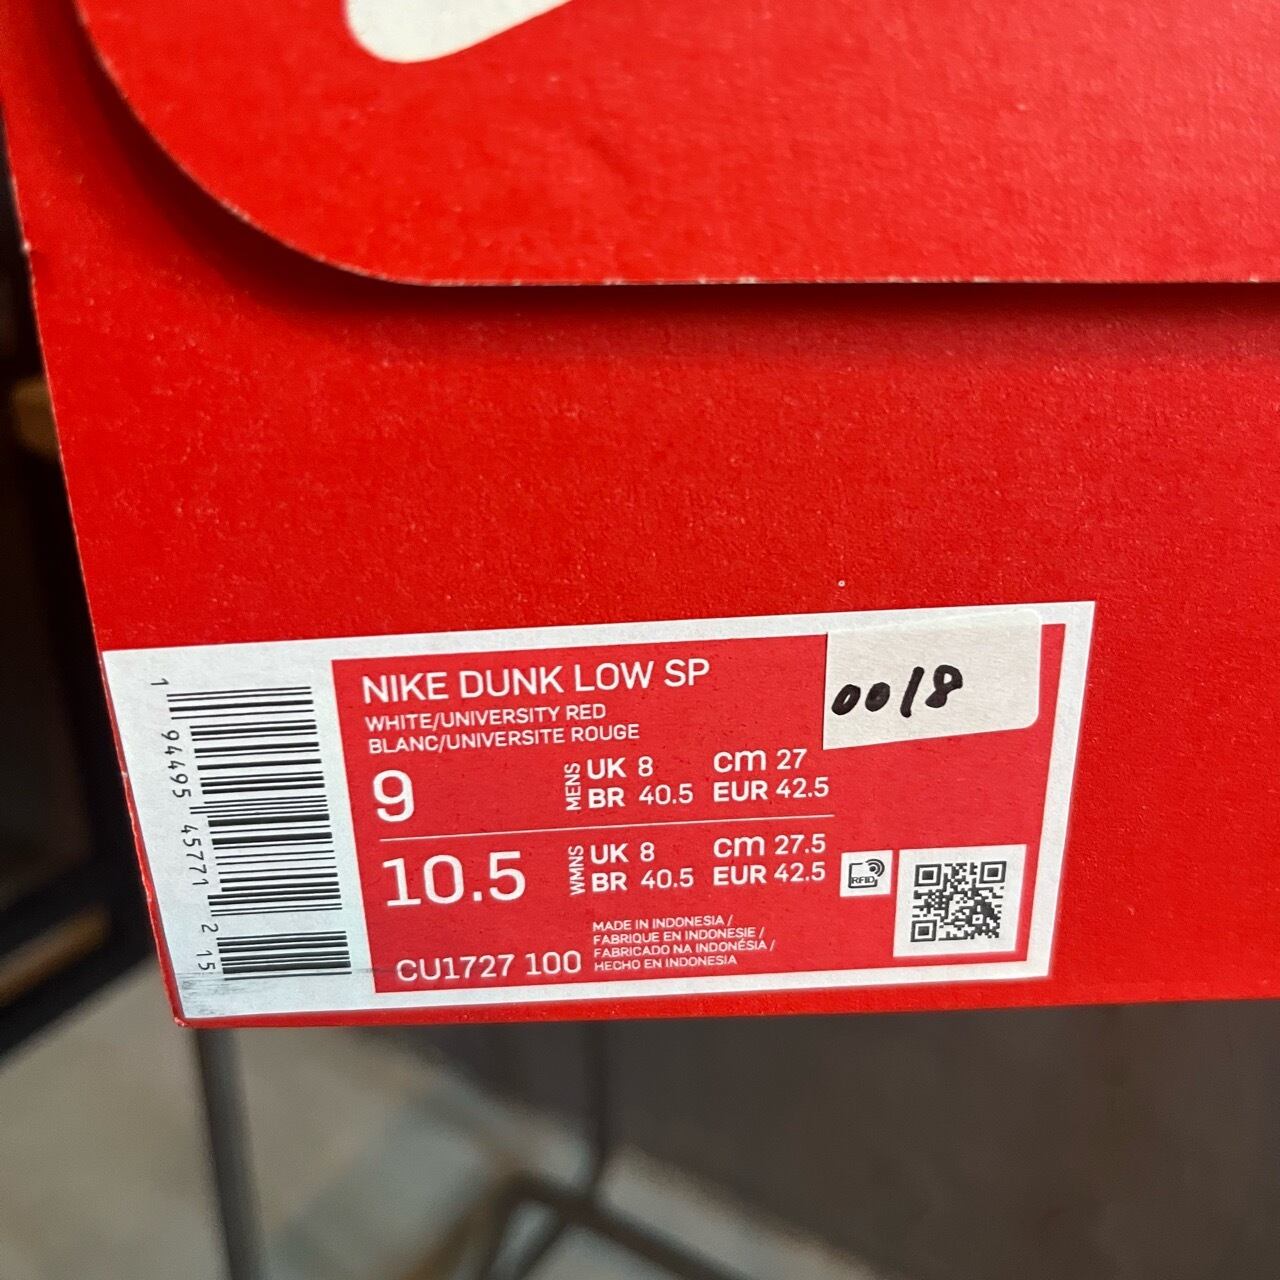 NIKE DUNK LOW SP
WHITE/UNIVERSITY RED
BLANC/UNIVERSITE ROUGE
0018
9
MENS
UK 8 cm 27
BR 40.5 EUR 42.5
10.5
WMNS
UK 8 cm 27.5
BR 40.5 EUR 42.5
RFID
CU1727 100
MADE IN INDONESIA /
FABRIQUE EN INDONESIE /
FABRICADO NA INDONÉSIA /
HECHO EN INDONESIA
1 94495 45771 2 15